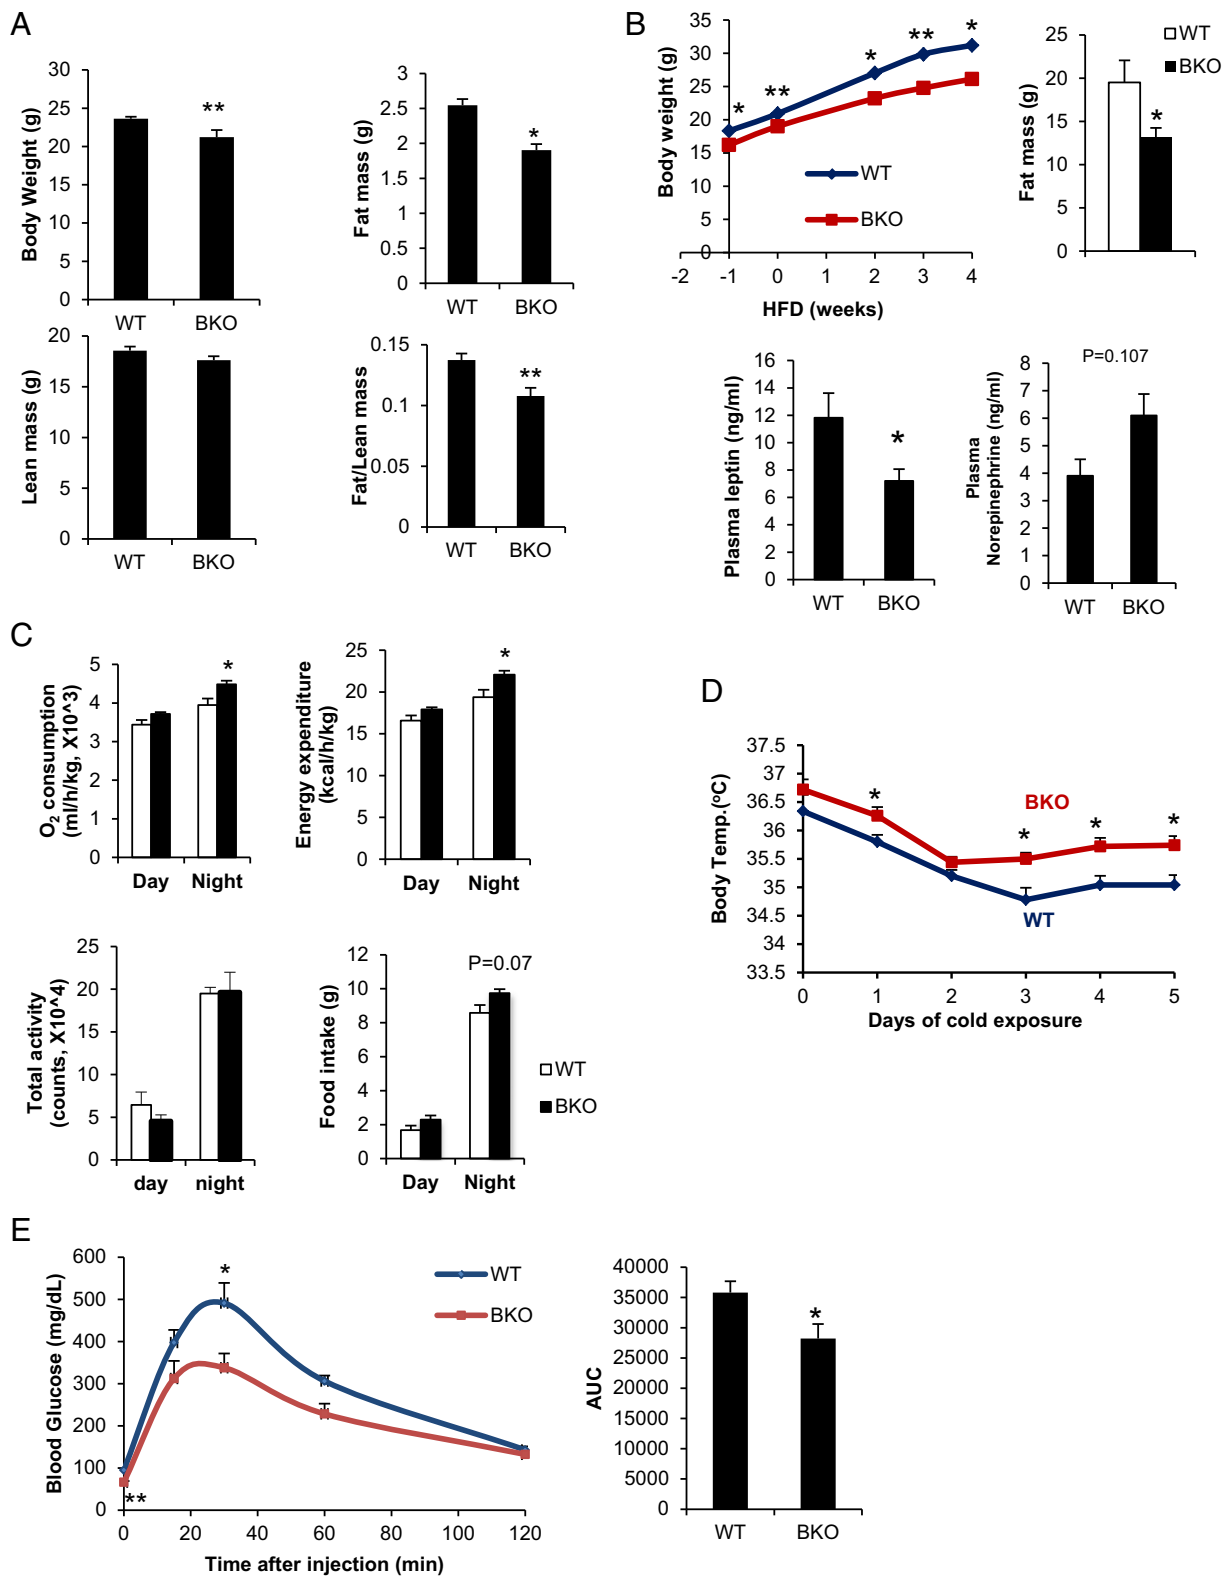 A
30
25
20
15
10
5
0
Body Weight (g)
**
WT BKO
3
2.5
2
1.5
1
0.5
0
Fat mass (g)
*
WT BKO
20
15
10
5
0
Lean mass (g)
WT BKO
0.15
0.1
0.05
0
Fat/Lean mass
**
WT BKO
B
35
30
25
20
15
10
5
0
Body weight (g)
* ** * ** *
WT
BKO
-2 -1 0 1 2 3 4
HFD (weeks)
25
20
15
10
5
0
Fat mass (g)
WT
BKO
*
16
14
12
10
8
6
4
2
0
Plasma leptin (ng/ml)
*
WT BKO
8
7
6
5
4
3
2
1
0
Plasma
Norepinephrine (ng/ml)
P=0.107
WT BKO
C
5
4
3
2
1
0
O2 consumption
(ml/h/kg, X10^3)
*
Day Night
25
20
15
10
5
0
Energy expenditure
(kcal/h/kg)
*
Day Night
25
20
15
10
5
0
Total activity
(counts, X10^4)
day night
12
10
8
6
4
2
0
Food intake (g)
P=0.07
WT
BKO
Day Night
D
37.5
37
36.5
36
35.5
35
34.5
34
33.5
Body Temp.(oC)
* * * *
BKO
WT
0 1 2 3 4 5
Days of cold exposure
E
600
500
400
300
200
100
0
Blood Glucose (mg/dL)
*
**
WT
BKO
0 20 40 60 80 100 120
Time after injection (min)
40000
35000
30000
25000
20000
15000
10000
5000
0
AUC
*
WT BKO